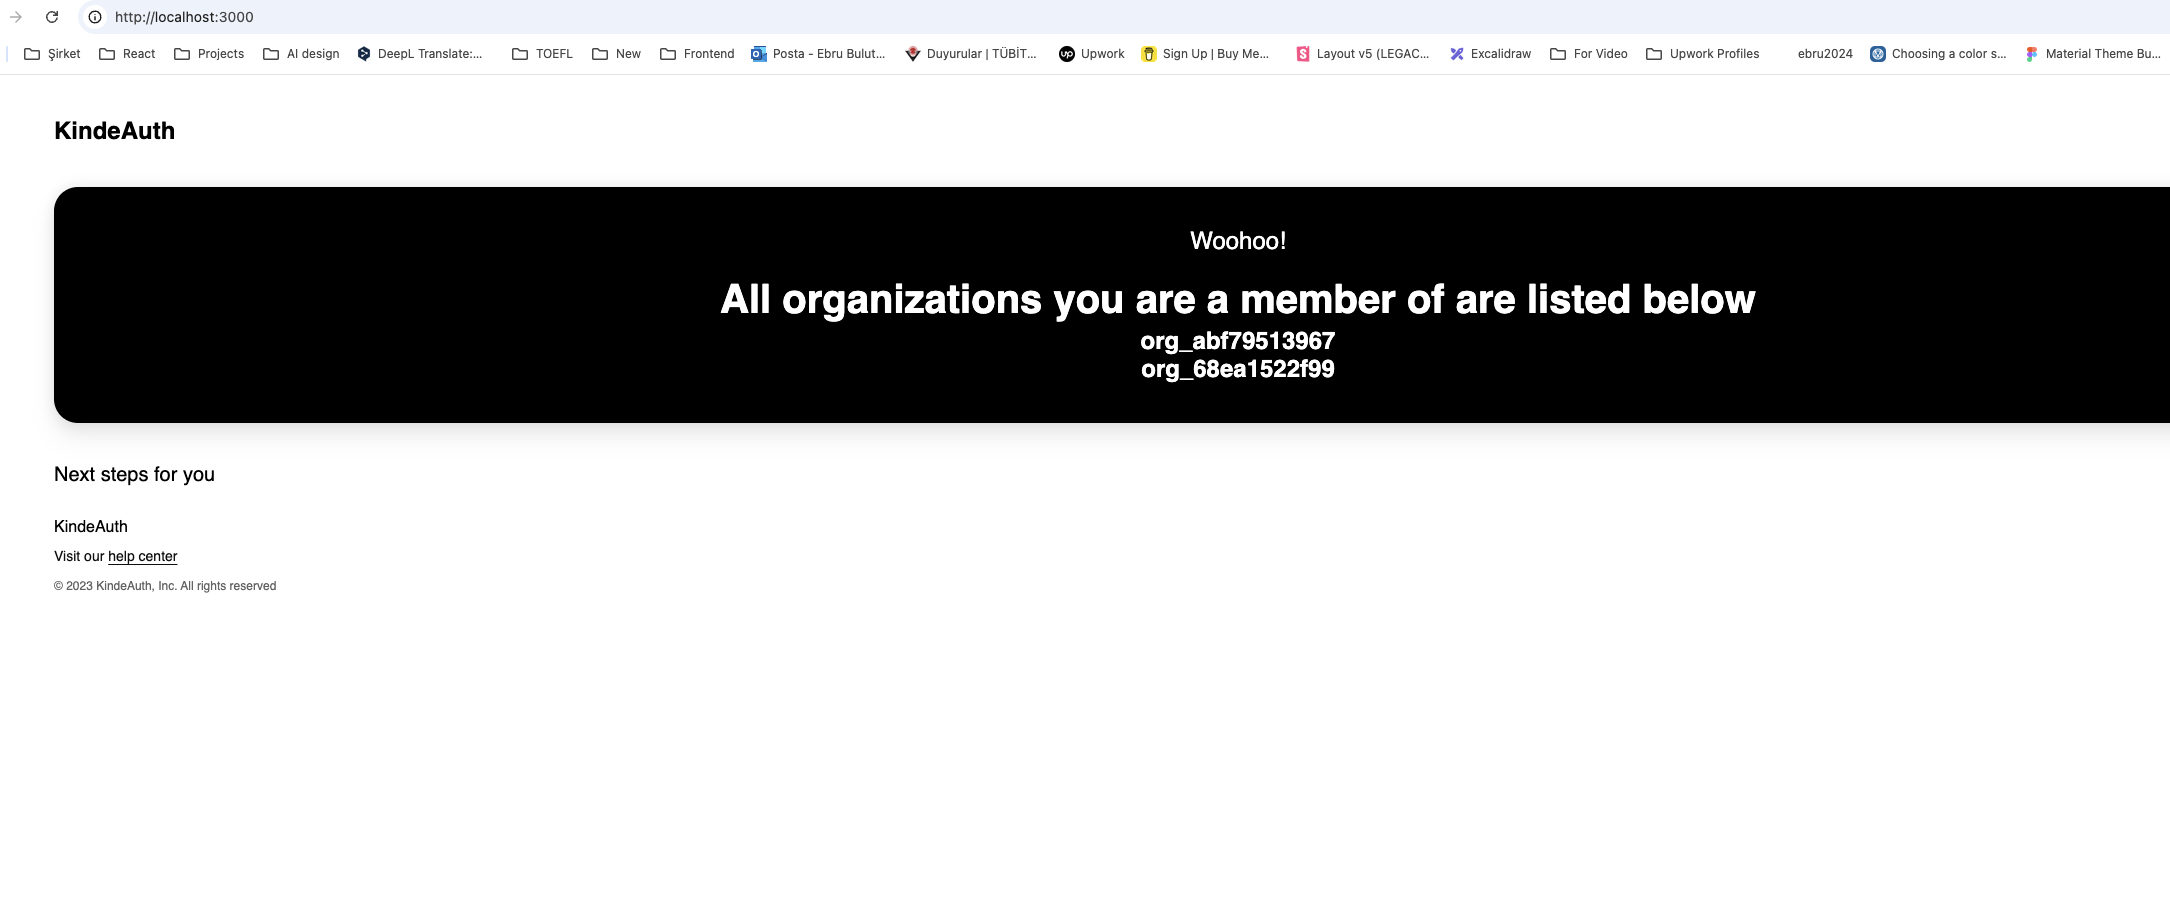 http://localhost:3000
Şirket React Projects AI design DeepL Translate:... TOEFL New Frontend Posta - Ebru Bulut... Duyurular | TÜBİT... Upwork Sign Up | Buy Me... Layout v5 (LEGAC... Excalidraw For Video Upwork Profiles ebru2024 Choosing a color s... Material Theme Bu...
KindeAuth
Woohoo!
All organizations you are a member of are listed below
org_abf79513967
org_68ea1522f99
Next steps for you
KindeAuth
Visit our help center
© 2023 KindeAuth, Inc. All rights reserved